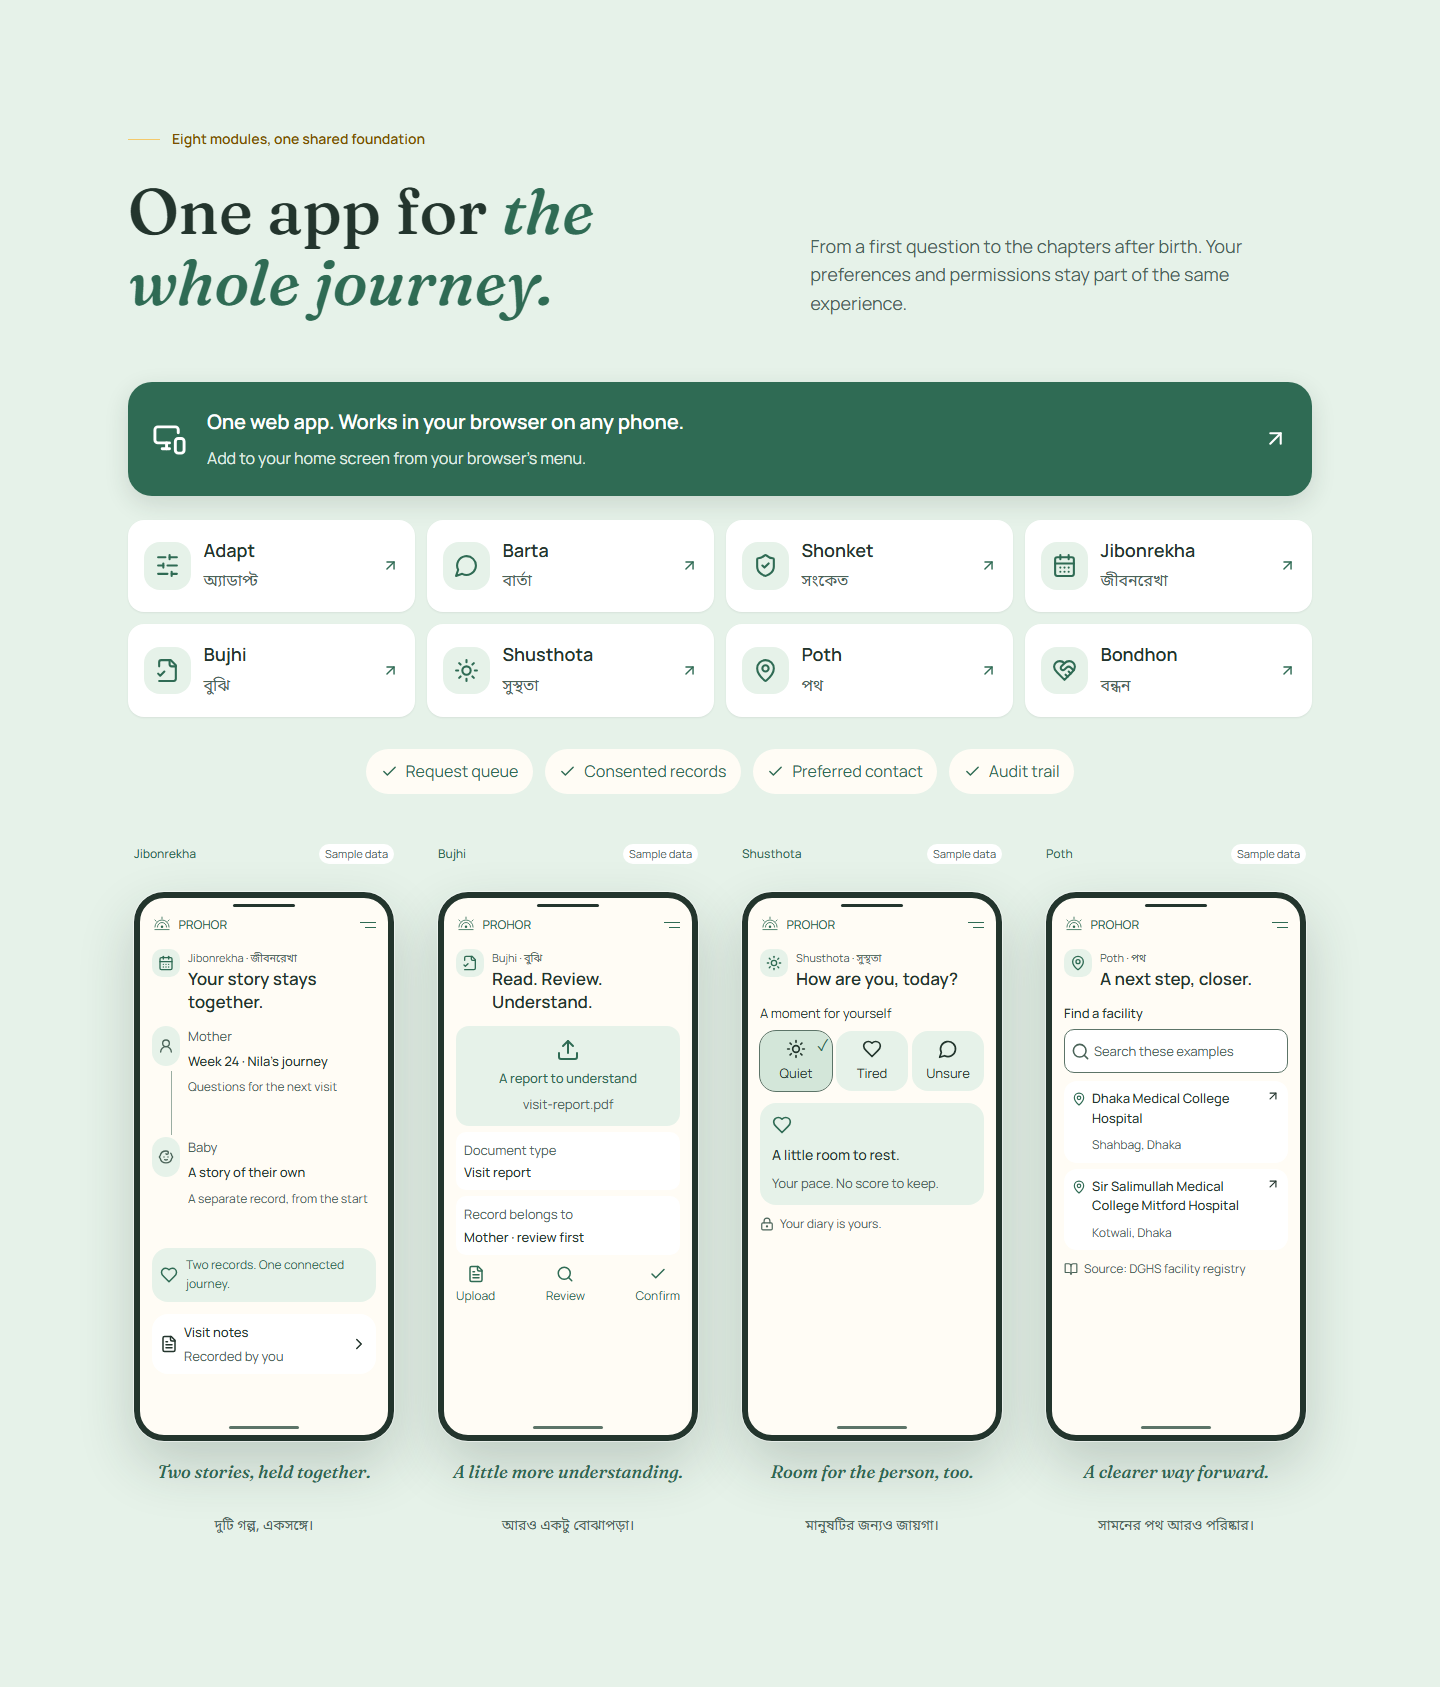 Eight modules, one shared foundation
One app for the
whole journey.
From a first question to the chapters after birth. Your
preferences and permissions stay part of the same
experience.
One web app. Works in your browser on any phone.
Add to your home screen from your browser's menu.
Adapt
অ্যাডাপ্ট
Barta
বার্তা
Shonket
সংকেত
Jibonrekha
জীবনরেখা
Bujhi
বুঝি
Shusthota
সুস্থতা
Poth
পথ
Bondhon
বন্ধন
Request queue
Consented records
Preferred contact
Audit trail
Jibonrekha
Sample data
PROHOR
Jibonrekha · জীবনরেখা
Your story stays
together.
Mother
Week 24 · Nila's journey
Questions for the next visit
Baby
A story of their own
A separate record, from the start
Two records. One connected
journey.
Visit notes
Recorded by you
Two stories, held together.
দুটি গল্প, একসঙ্গে।
Bujhi
Sample data
PROHOR
Bujhi · বুঝি
Read. Review.
Understand.
A report to understand
visit-report.pdf
Document type
Visit report
Record belongs to
Mother · review first
Upload
Review
Confirm
A little more understanding.
আরও একটু বোঝাপড়া।
Shusthota
Sample data
PROHOR
Shusthota · সুস্থতা
How are you, today?
A moment for yourself
Quiet
Tired
Unsure
A little room to rest.
Your pace. No score to keep.
Your diary is yours.
Room for the person, too.
মানুষটির জন্যও জায়গা।
Poth
Sample data
PROHOR
Poth · পথ
A next step, closer.
Find a facility
Search these examples
Dhaka Medical College
Hospital
Shahbag, Dhaka
Sir Salimullah Medical
College Mitford Hospital
Kotwali, Dhaka
Source: DGHS facility registry
A clearer way forward.
সামনের পথ আরও পরিষ্কার।